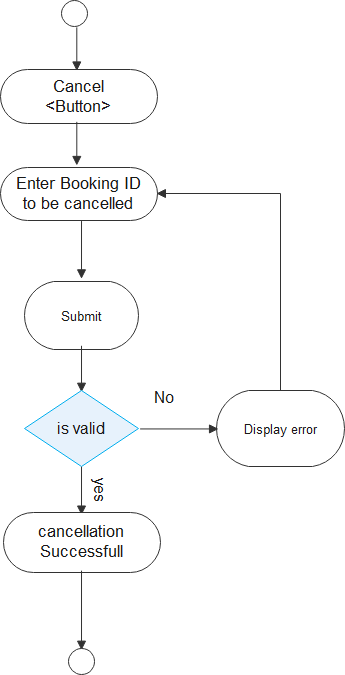 Cancel
<Button>
Enter Booking ID
to be cancelled
Submit
No
is valid
Display error
yes
cancellation
Successfull